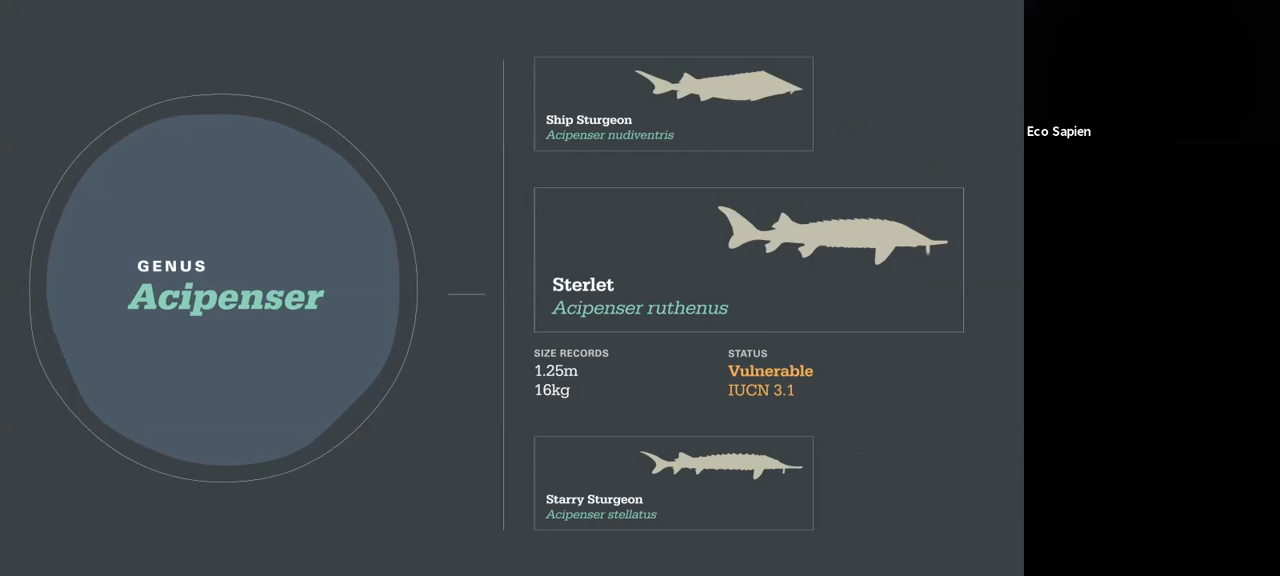 GENUS
Acipenser
Ship Sturgeon
Acipenser nudiventris
Sterlet
Acipenser ruthenus
SIZE RECORDS
1.25m
16kg
STATUS
Vulnerable
IUCN 3.1
Starry Sturgeon
Acipenser stellatus
Eco Sapien